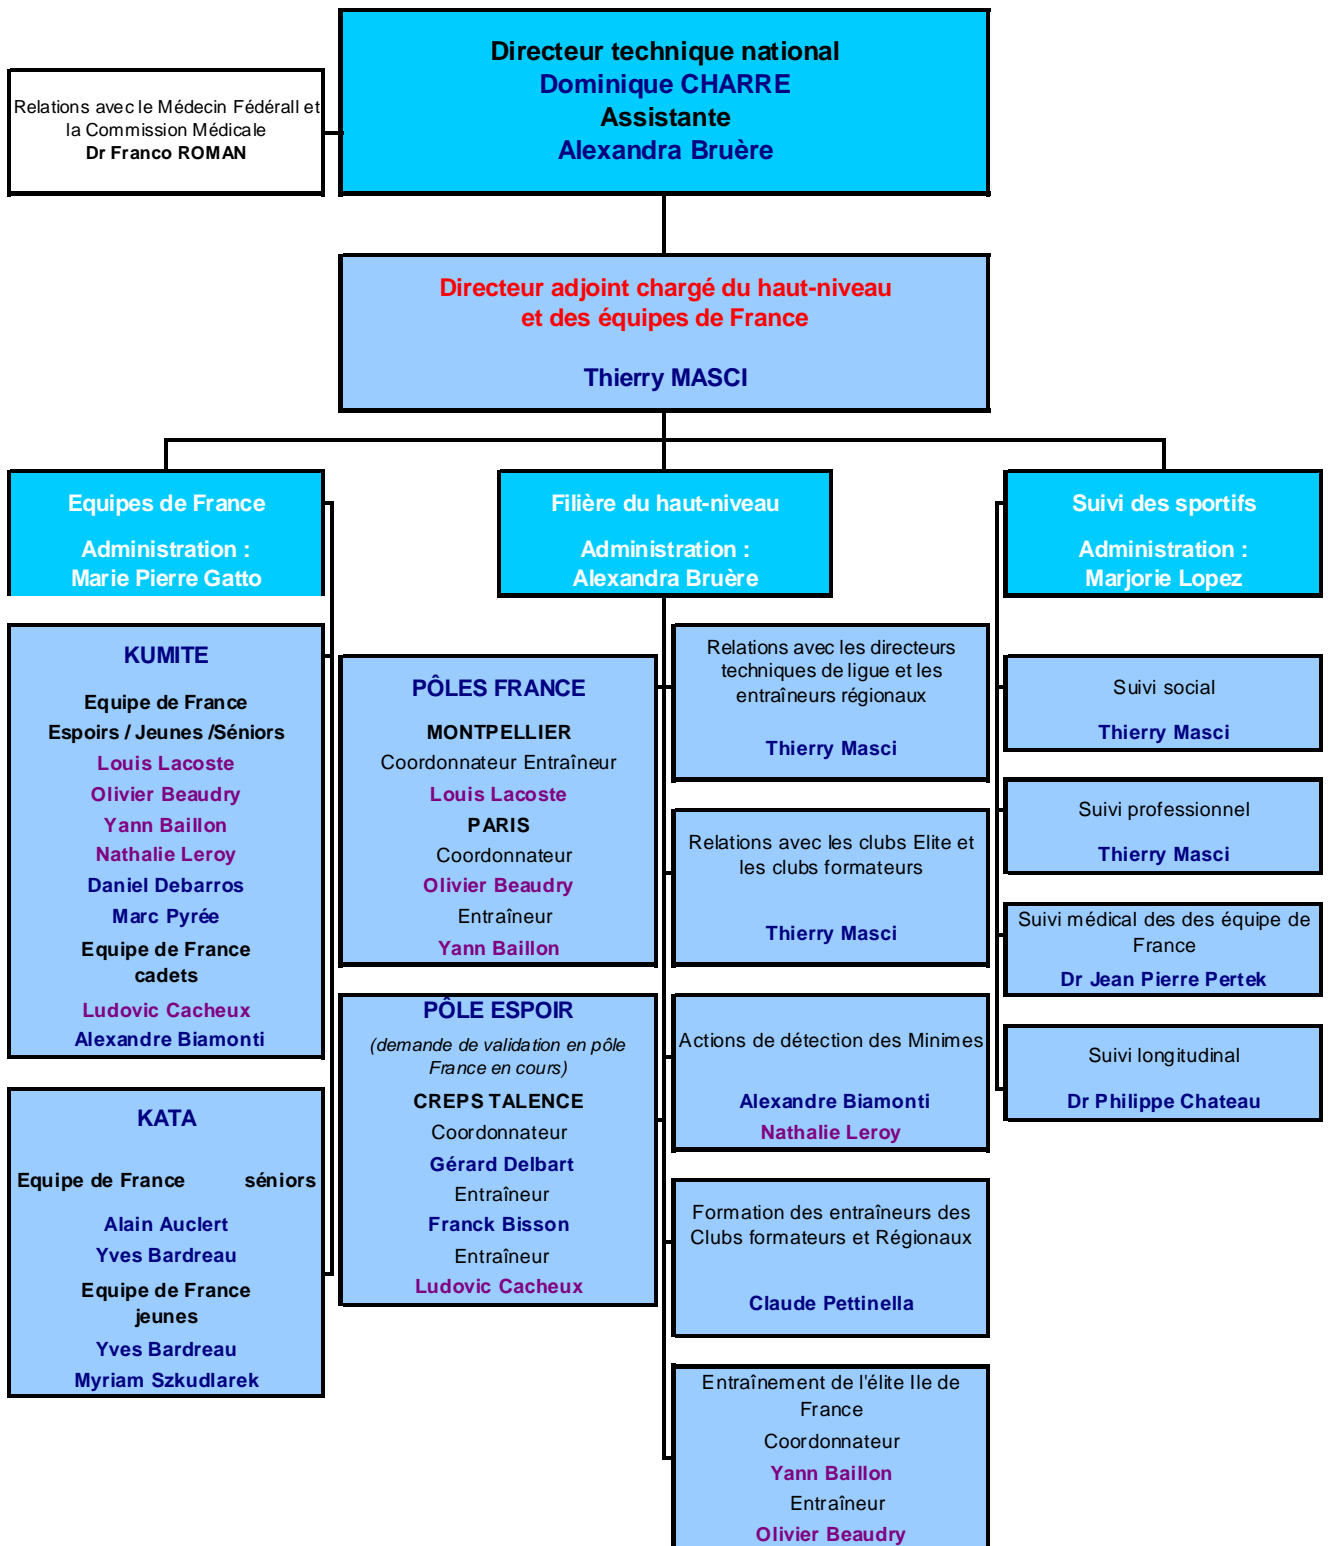 Directeur technique national
Dominique CHARRE
Assistante
Alexandra Bruère
Relations avec le Médecin Fédérall et
la Commission Médicale
Dr Franco ROMAN
Directeur adjoint chargé du haut-niveau
et des équipes de France
Thierry MASCI
Equipes de France
Administration :
Marie Pierre Gatto
Filière du haut-niveau
Administration :
Alexandra Bruère
Suivi des sportifs
Administration :
Marjorie Lopez
KUMITE
Equipe de France
Espoirs / Jeunes /Séniors
Louis Lacoste
Olivier Beaudry
Yann Baillon
Nathalie Leroy
Daniel Debarros
Marc Pyrée
Equipe de France
cadets
Ludovic Cacheux
Alexandre Biamonti
KATA
Equipe de France séniors
Alain Auclert
Yves Bardreau
Equipe de France
jeunes
Yves Bardreau
Myriam Szkudlarek
PÔLES FRANCE
MONTPELLIER
Coordonnateur Entraîneur
Louis Lacoste
PARIS
Coordonnateur
Olivier Beaudry
Entraîneur
Yann Baillon
PÔLE ESPOIR
(demande de validation en pôle
France en cours)
CREPS TALENCE
Coordonnateur
Gérard Delbart
Entraîneur
Franck Bisson
Entraîneur
Ludovic Cacheux
Relations avec les directeurs
techniques de ligue et les
entraîneurs régionaux
Thierry Masci
Relations avec les clubs Elite et
les clubs formateurs
Thierry Masci
Actions de détection des Minimes
Alexandre Biamonti
Nathalie Leroy
Formation des entraîneurs des
Clubs formateurs et Régionaux
Claude Pettinella
Entraînement de l'élite Ile de
France
Coordonnateur
Yann Baillon
Entraîneur
Olivier Beaudry
Suivi social
Thierry Masci
Suivi professionnel
Thierry Masci
Suivi médical des des équipe de
France
Dr Jean Pierre Pertek
Suivi longitudinal
Dr Philippe Chateau